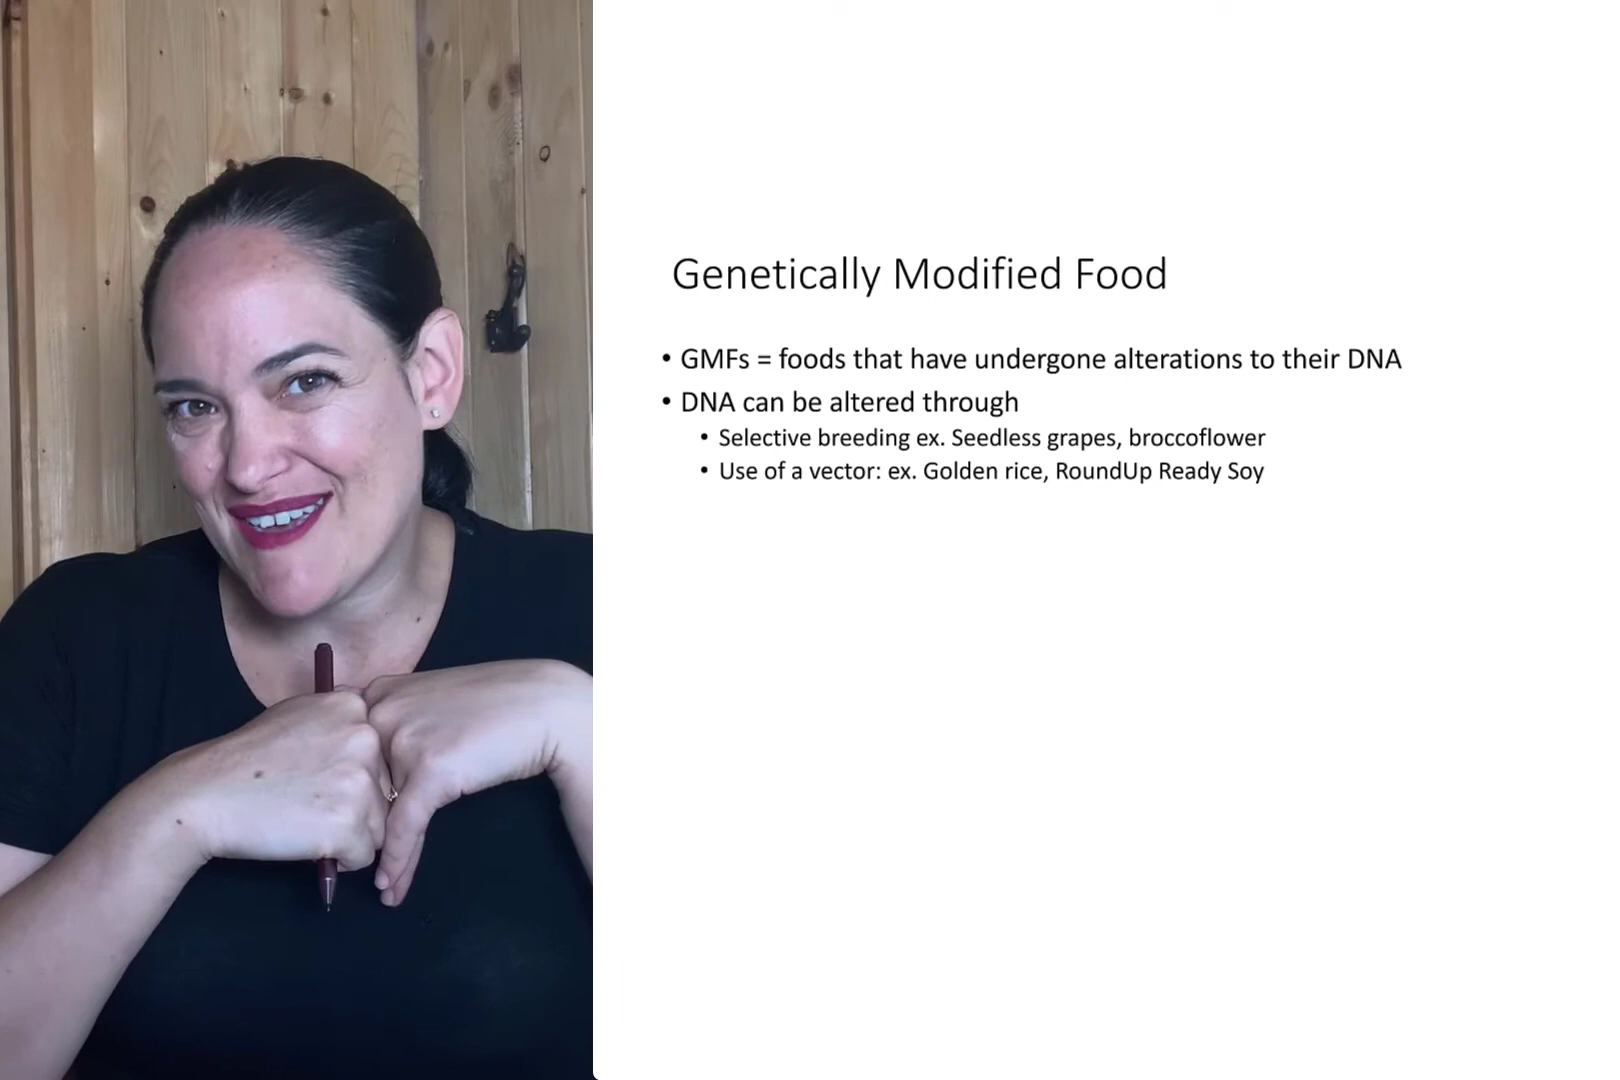 Genetically Modified Food
• GMFs = foods that have undergone alterations to their DNA
• DNA can be altered through
• Selective breeding ex. Seedless grapes, broccoflower
• Use of a vector: ex. Golden rice, RoundUp Ready Soy